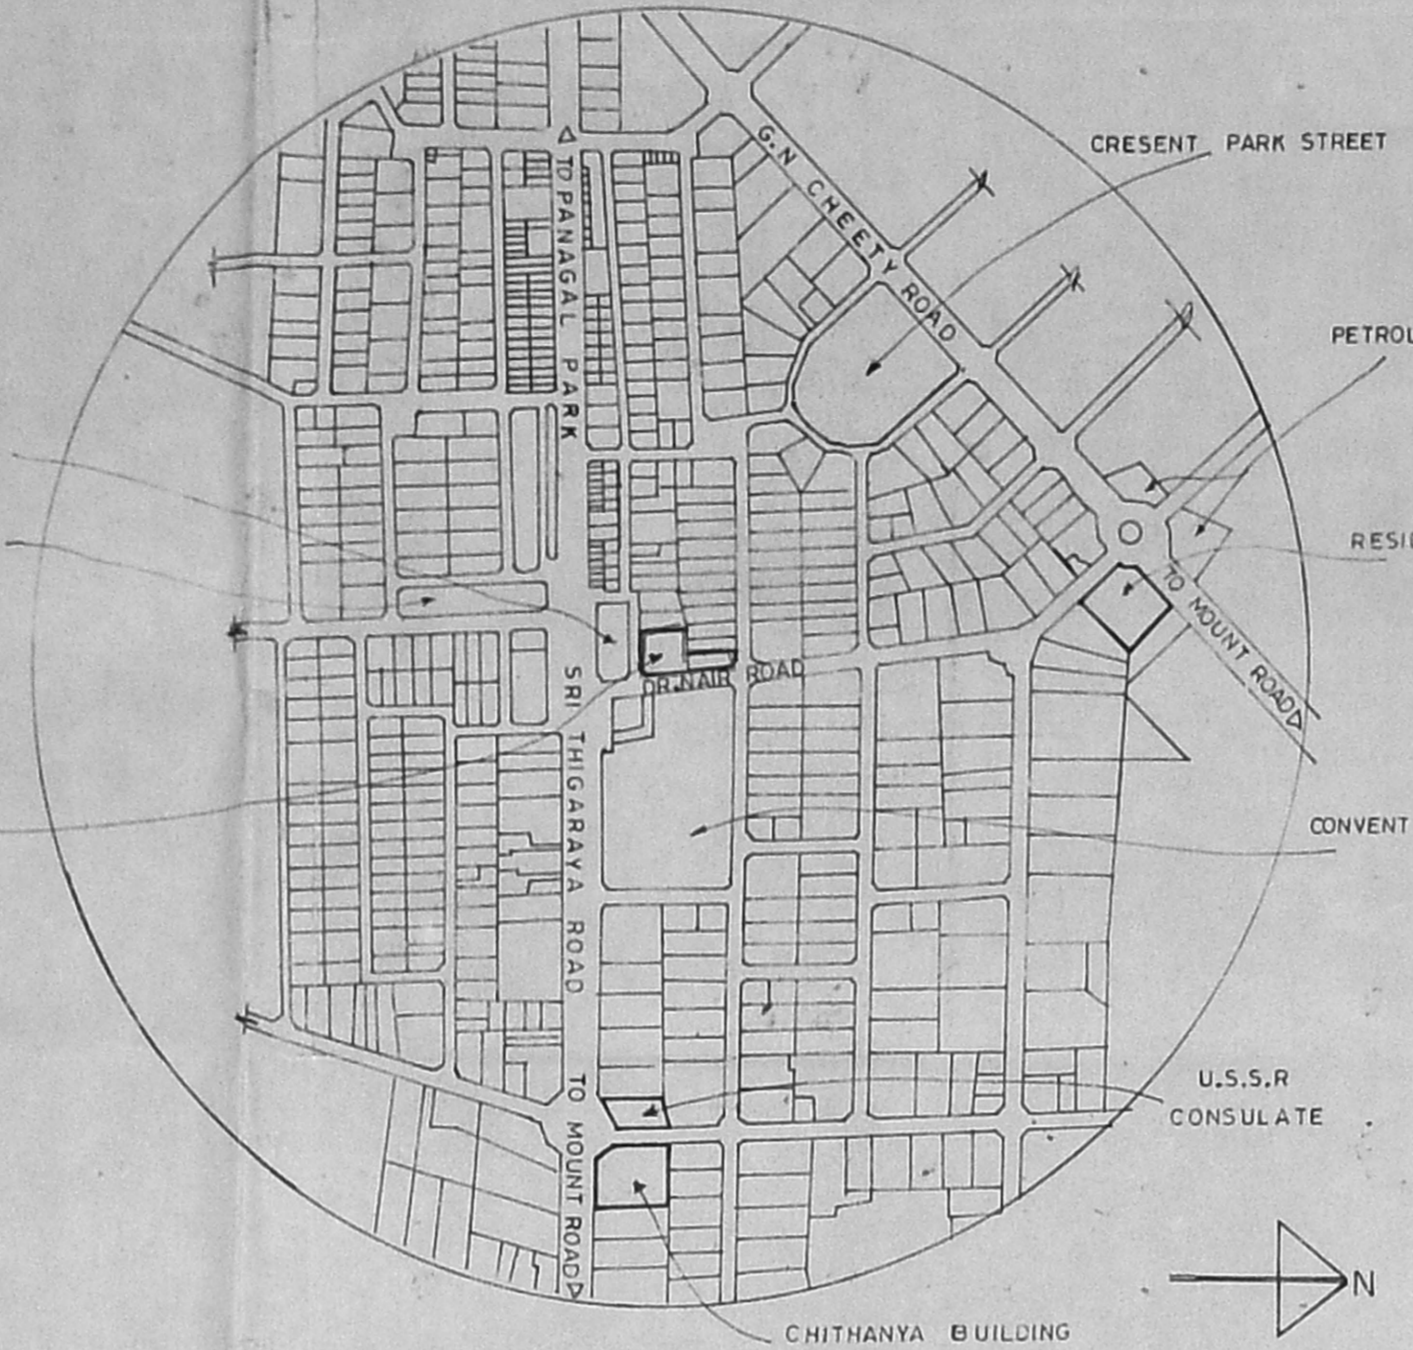 CRESENT PARK STREET
G.N CHEETY ROAD
TO PANAGAL PARK
PETROL
RESI
TO MOUNT ROAD
DR.NAIR ROAD
SRI THIGARAYA ROAD
CONVENT
U.S.S.R
CONSULATE
TO MOUNT ROAD
N
CHITHANYA BUILDING